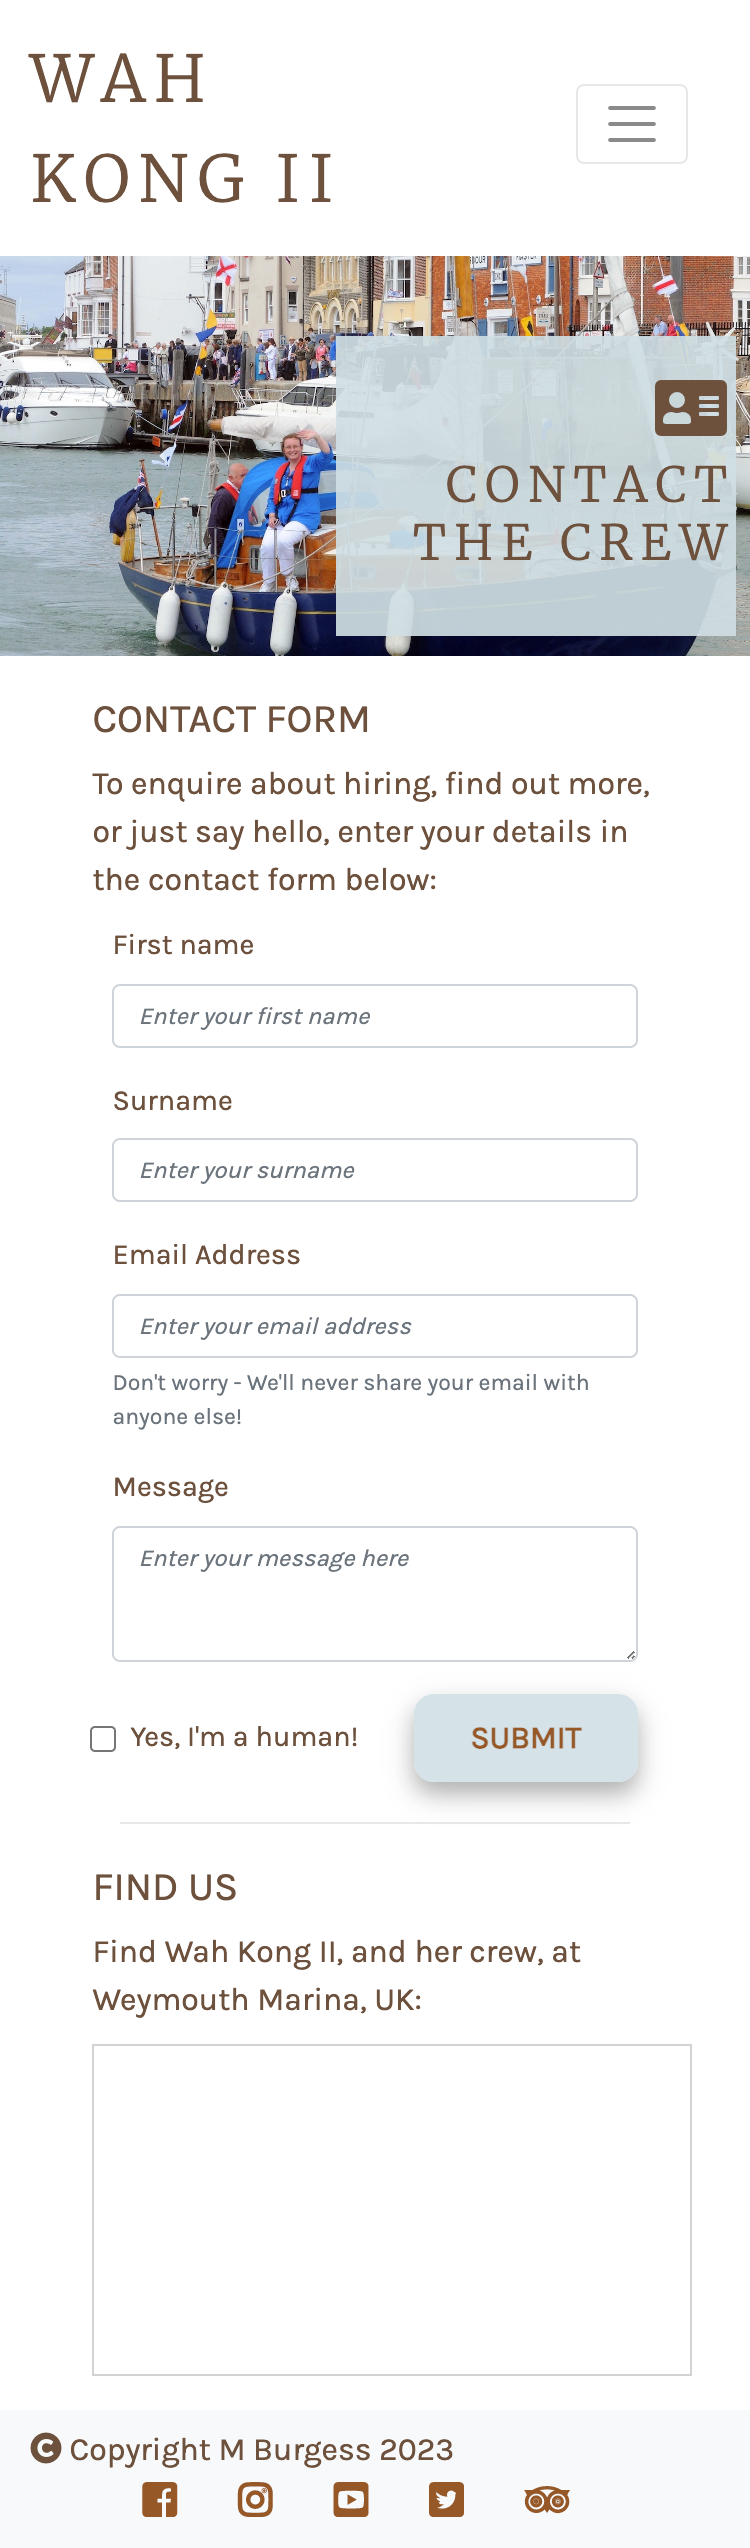 WAH
KONG II
CONTACT
THE CREW
CONTACT FORM
To enquire about hiring, find out more,
or just say hello, enter your details in
the contact form below:
First name
Enter your first name
Surname
Enter your surname
Email Address
Enter your email address
Don't worry - We'll never share your email with
anyone else!
Message
Enter your message here
Yes, I'm a human!
SUBMIT
FIND US
Find Wah Kong II, and her crew, at
Weymouth Marina, UK:
Copyright M Burgess 2023